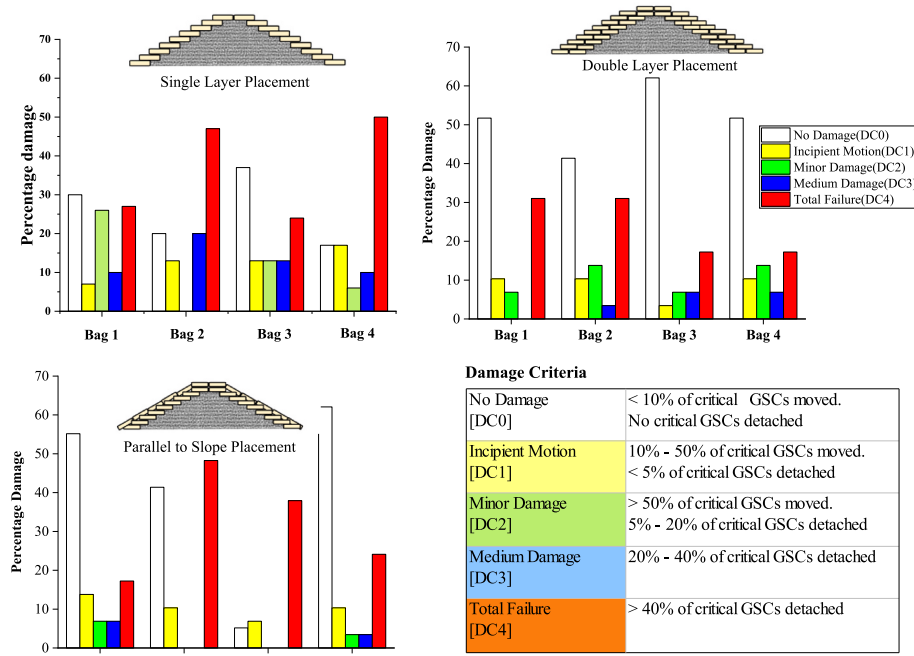 70
60
50
40
30
20
10
0
Percentage damage
Single Layer Placement
Bag 1
Bag 2
Bag 3
Bag 4
70
60
50
40
30
20
10
0
Percentage Damage
Double Layer Placement
No Damage(DC0)
Incipient Motion(DC1)
Minor Damage(DC2)
Medium Damage(DC3)
Total Failure(DC4)
Bag 1
Bag 2
Bag 3
Bag 4
70
60
50
40
30
20
10
0
Percentage Damage
Parallel to Slope Placement
Damage Criteria
No Damage
[DC0]
< 10% of critical GSCs moved.
No critical GSCs detached
Incipient Motion
[DC1]
10% - 50% of critical GSCs moved.
< 5% of critical GSCs detached
Minor Damage
[DC2]
> 50% of critical GSCs moved.
5% - 20% of critical GSCs detached
Medium Damage
[DC3]
20% - 40% of critical GSCs detached
Total Failure
[DC4]
> 40% of critical GSCs detached